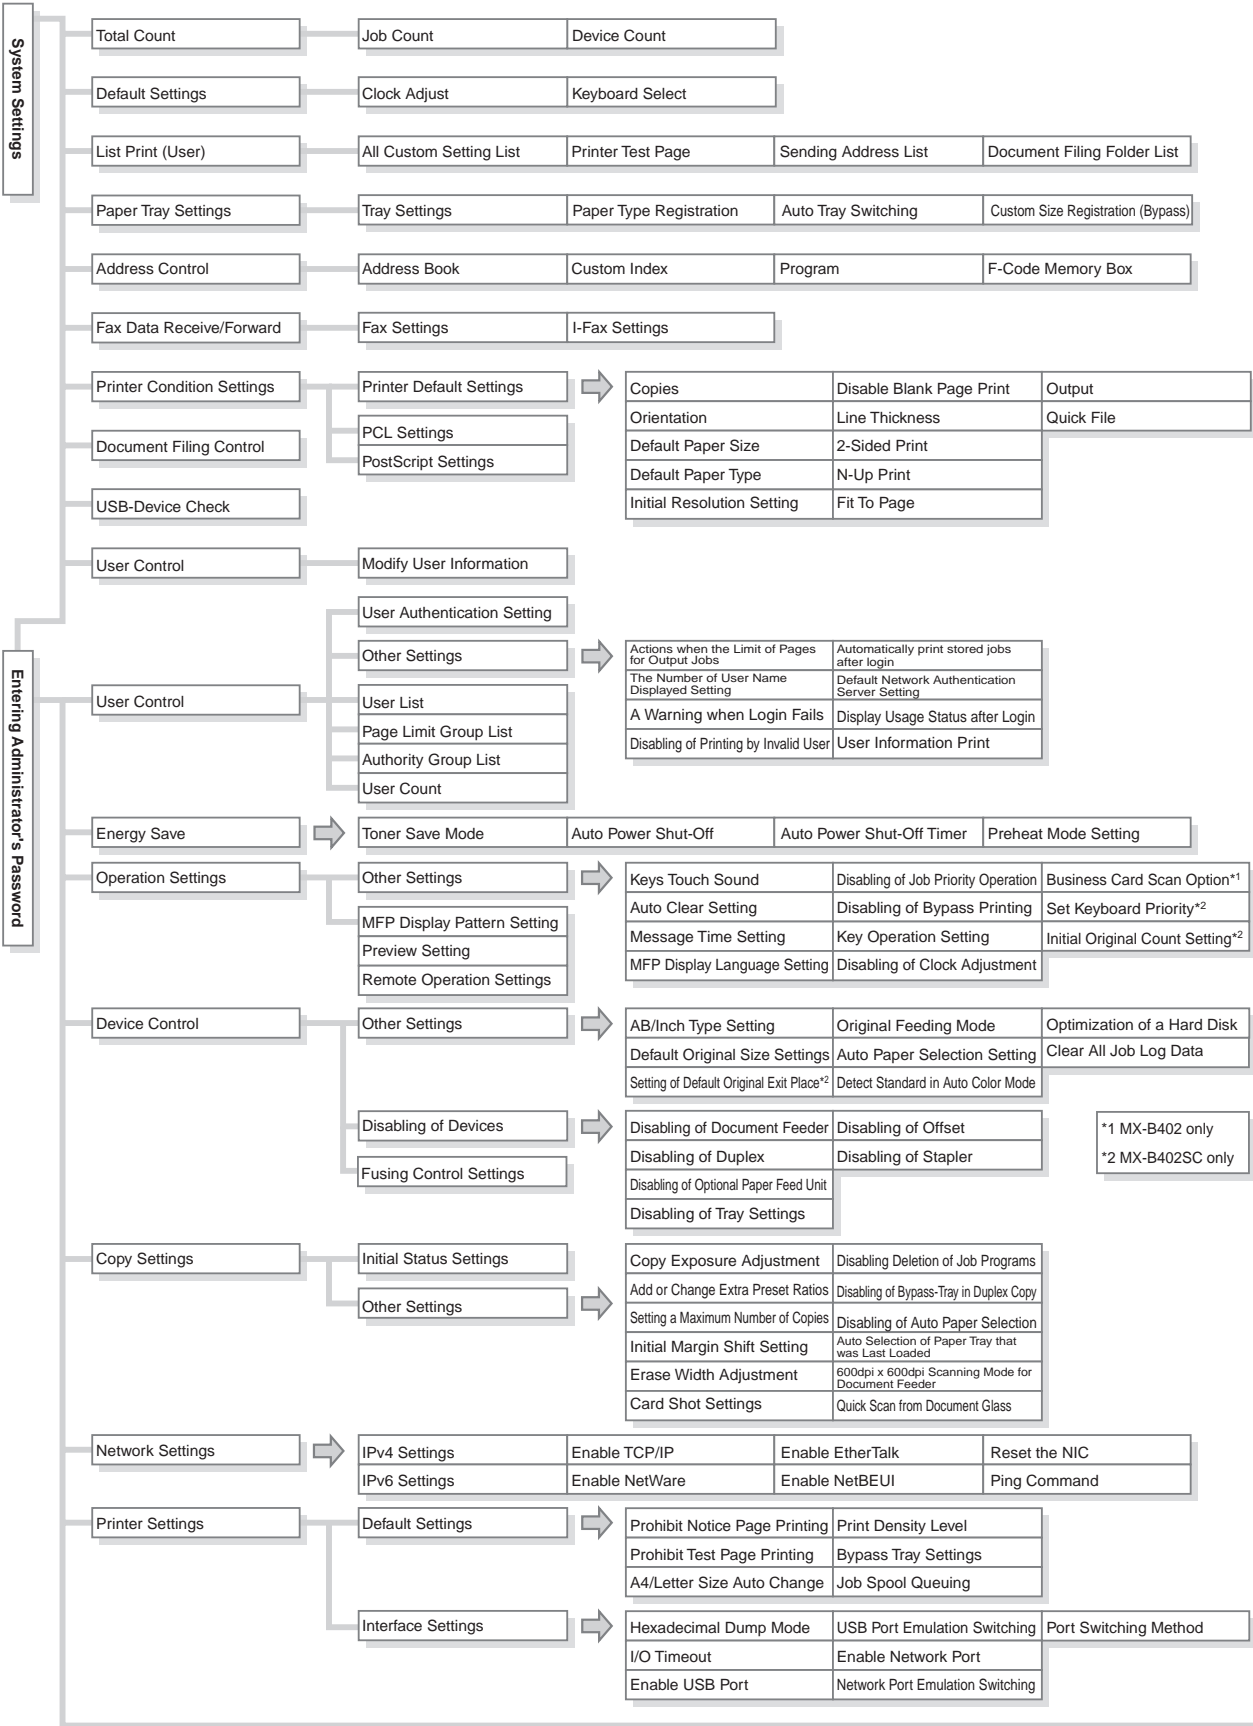 System Settings
Total Count
Job Count
Device Count
Default Settings
Clock Adjust
Keyboard Select
List Print (User)
All Custom Setting List
Printer Test Page
Sending Address List
Document Filing Folder List
Paper Tray Settings
Tray Settings
Paper Type Registration
Auto Tray Switching
Custom Size Registration (Bypass)
Address Control
Address Book
Custom Index
Program
F-Code Memory Box
Fax Data Receive/Forward
Fax Settings
I-Fax Settings
Printer Condition Settings
Printer Default Settings
PCL Settings
PostScript Settings
Copies
Disable Blank Page Print
Output
Orientation
Line Thickness
Quick File
Default Paper Size
2-Sided Print
Default Paper Type
N-Up Print
Initial Resolution Setting
Fit To Page
Document Filing Control
USB-Device Check
User Control
Modify User Information
Entering Administrator's Password
User Control
User Authentication Setting
Other Settings
User List
Page Limit Group List
Authority Group List
User Count
Actions when the Limit of Pages
for Output Jobs
Automatically print stored jobs
after login
The Number of User Name
Displayed Setting
Default Network Authentication
Server Setting
A Warning when Login Fails
Display Usage Status after Login
Disabling of Printing by Invalid User
User Information Print
Energy Save
Toner Save Mode
Auto Power Shut-Off
Auto Power Shut-Off Timer
Preheat Mode Setting
Operation Settings
Other Settings
MFP Display Pattern Setting
Preview Setting
Remote Operation Settings
Keys Touch Sound
Disabling of Job Priority Operation
Business Card Scan Option*1
Auto Clear Setting
Disabling of Bypass Printing
Set Keyboard Priority*2
Message Time Setting
Key Operation Setting
Initial Original Count Setting*2
MFP Display Language Setting
Disabling of Clock Adjustment
Device Control
Other Settings
AB/Inch Type Setting
Original Feeding Mode
Optimization of a Hard Disk
Default Original Size Settings
Auto Paper Selection Setting
Clear All Job Log Data
Setting of Default Original Exit Place*2
Detect Standard in Auto Color Mode
Disabling of Devices
Fusing Control Settings
Disabling of Document Feeder
Disabling of Offset
Disabling of Duplex
Disabling of Stapler
Disabling of Optional Paper Feed Unit
Disabling of Tray Settings
*1 MX-B402 only
*2 MX-B402SC only
Copy Settings
Initial Status Settings
Other Settings
Copy Exposure Adjustment
Disabling Deletion of Job Programs
Add or Change Extra Preset Ratios
Disabling of Bypass-Tray in Duplex Copy
Setting a Maximum Number of Copies
Disabling of Auto Paper Selection
Initial Margin Shift Setting
Auto Selection of Paper Tray that
was Last Loaded
Erase Width Adjustment
600dpi x 600dpi Scanning Mode for
Document Feeder
Card Shot Settings
Quick Scan from Document Glass
Network Settings
IPv4 Settings
Enable TCP/IP
Enable EtherTalk
Reset the NIC
IPv6 Settings
Enable NetWare
Enable NetBEUI
Ping Command
Printer Settings
Default Settings
Prohibit Notice Page Printing
Print Density Level
Prohibit Test Page Printing
Bypass Tray Settings
A4/Letter Size Auto Change
Job Spool Queuing
Interface Settings
Hexadecimal Dump Mode
USB Port Emulation Switching
Port Switching Method
I/O Timeout
Enable Network Port
Enable USB Port
Network Port Emulation Switching